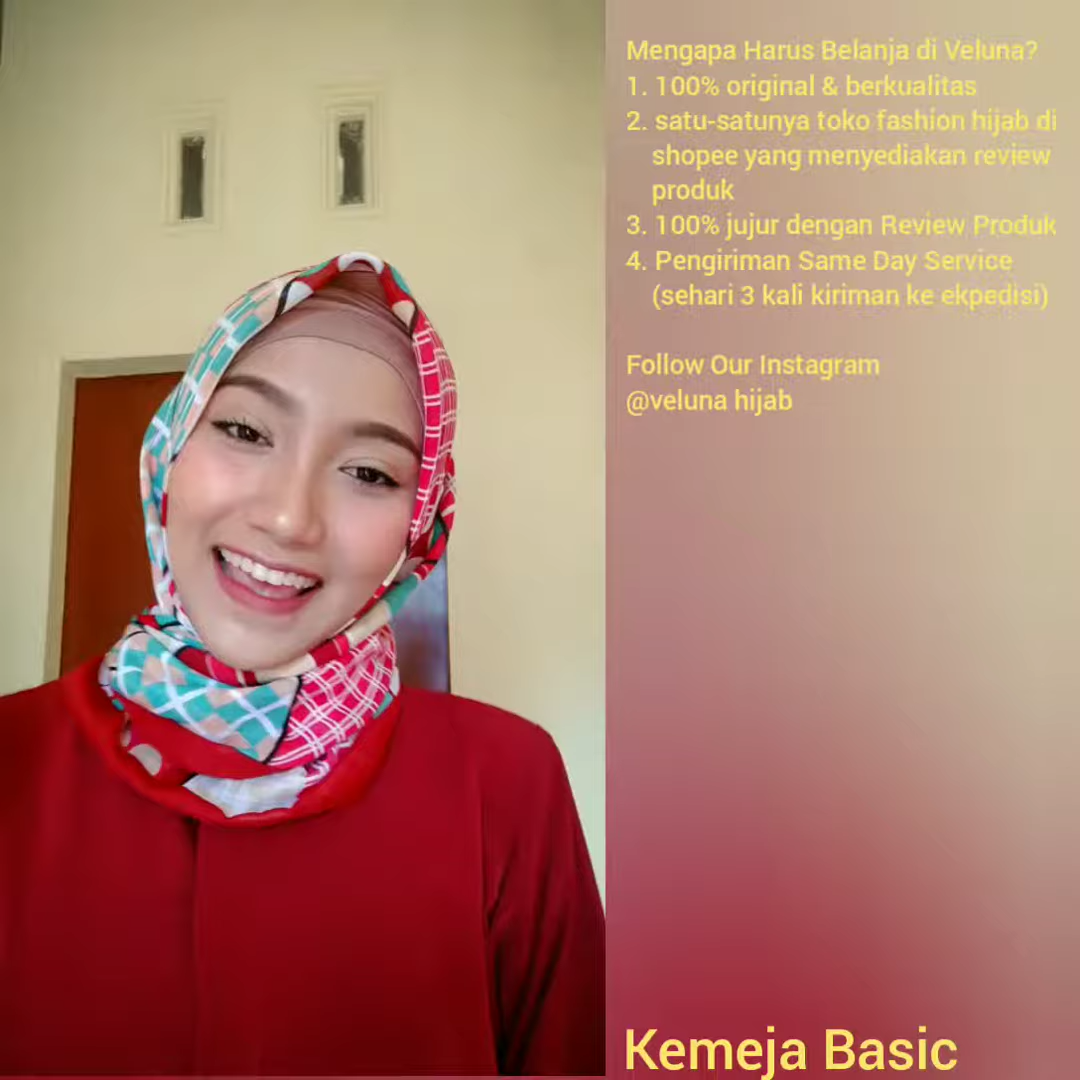 Mengapa Harus Belanja di Veluna?
1. 100% original & berkualitas
2. satu-satunya toko fashion hijab di
shopee yang menyediakan review
produk
3. 100% jujur dengan Review Produk
4. Pengiriman Same Day Service
(sehari 3 kali kiriman ke ekpedisi)
Follow Our Instagram
@veluna hijab
Kemeja Basic